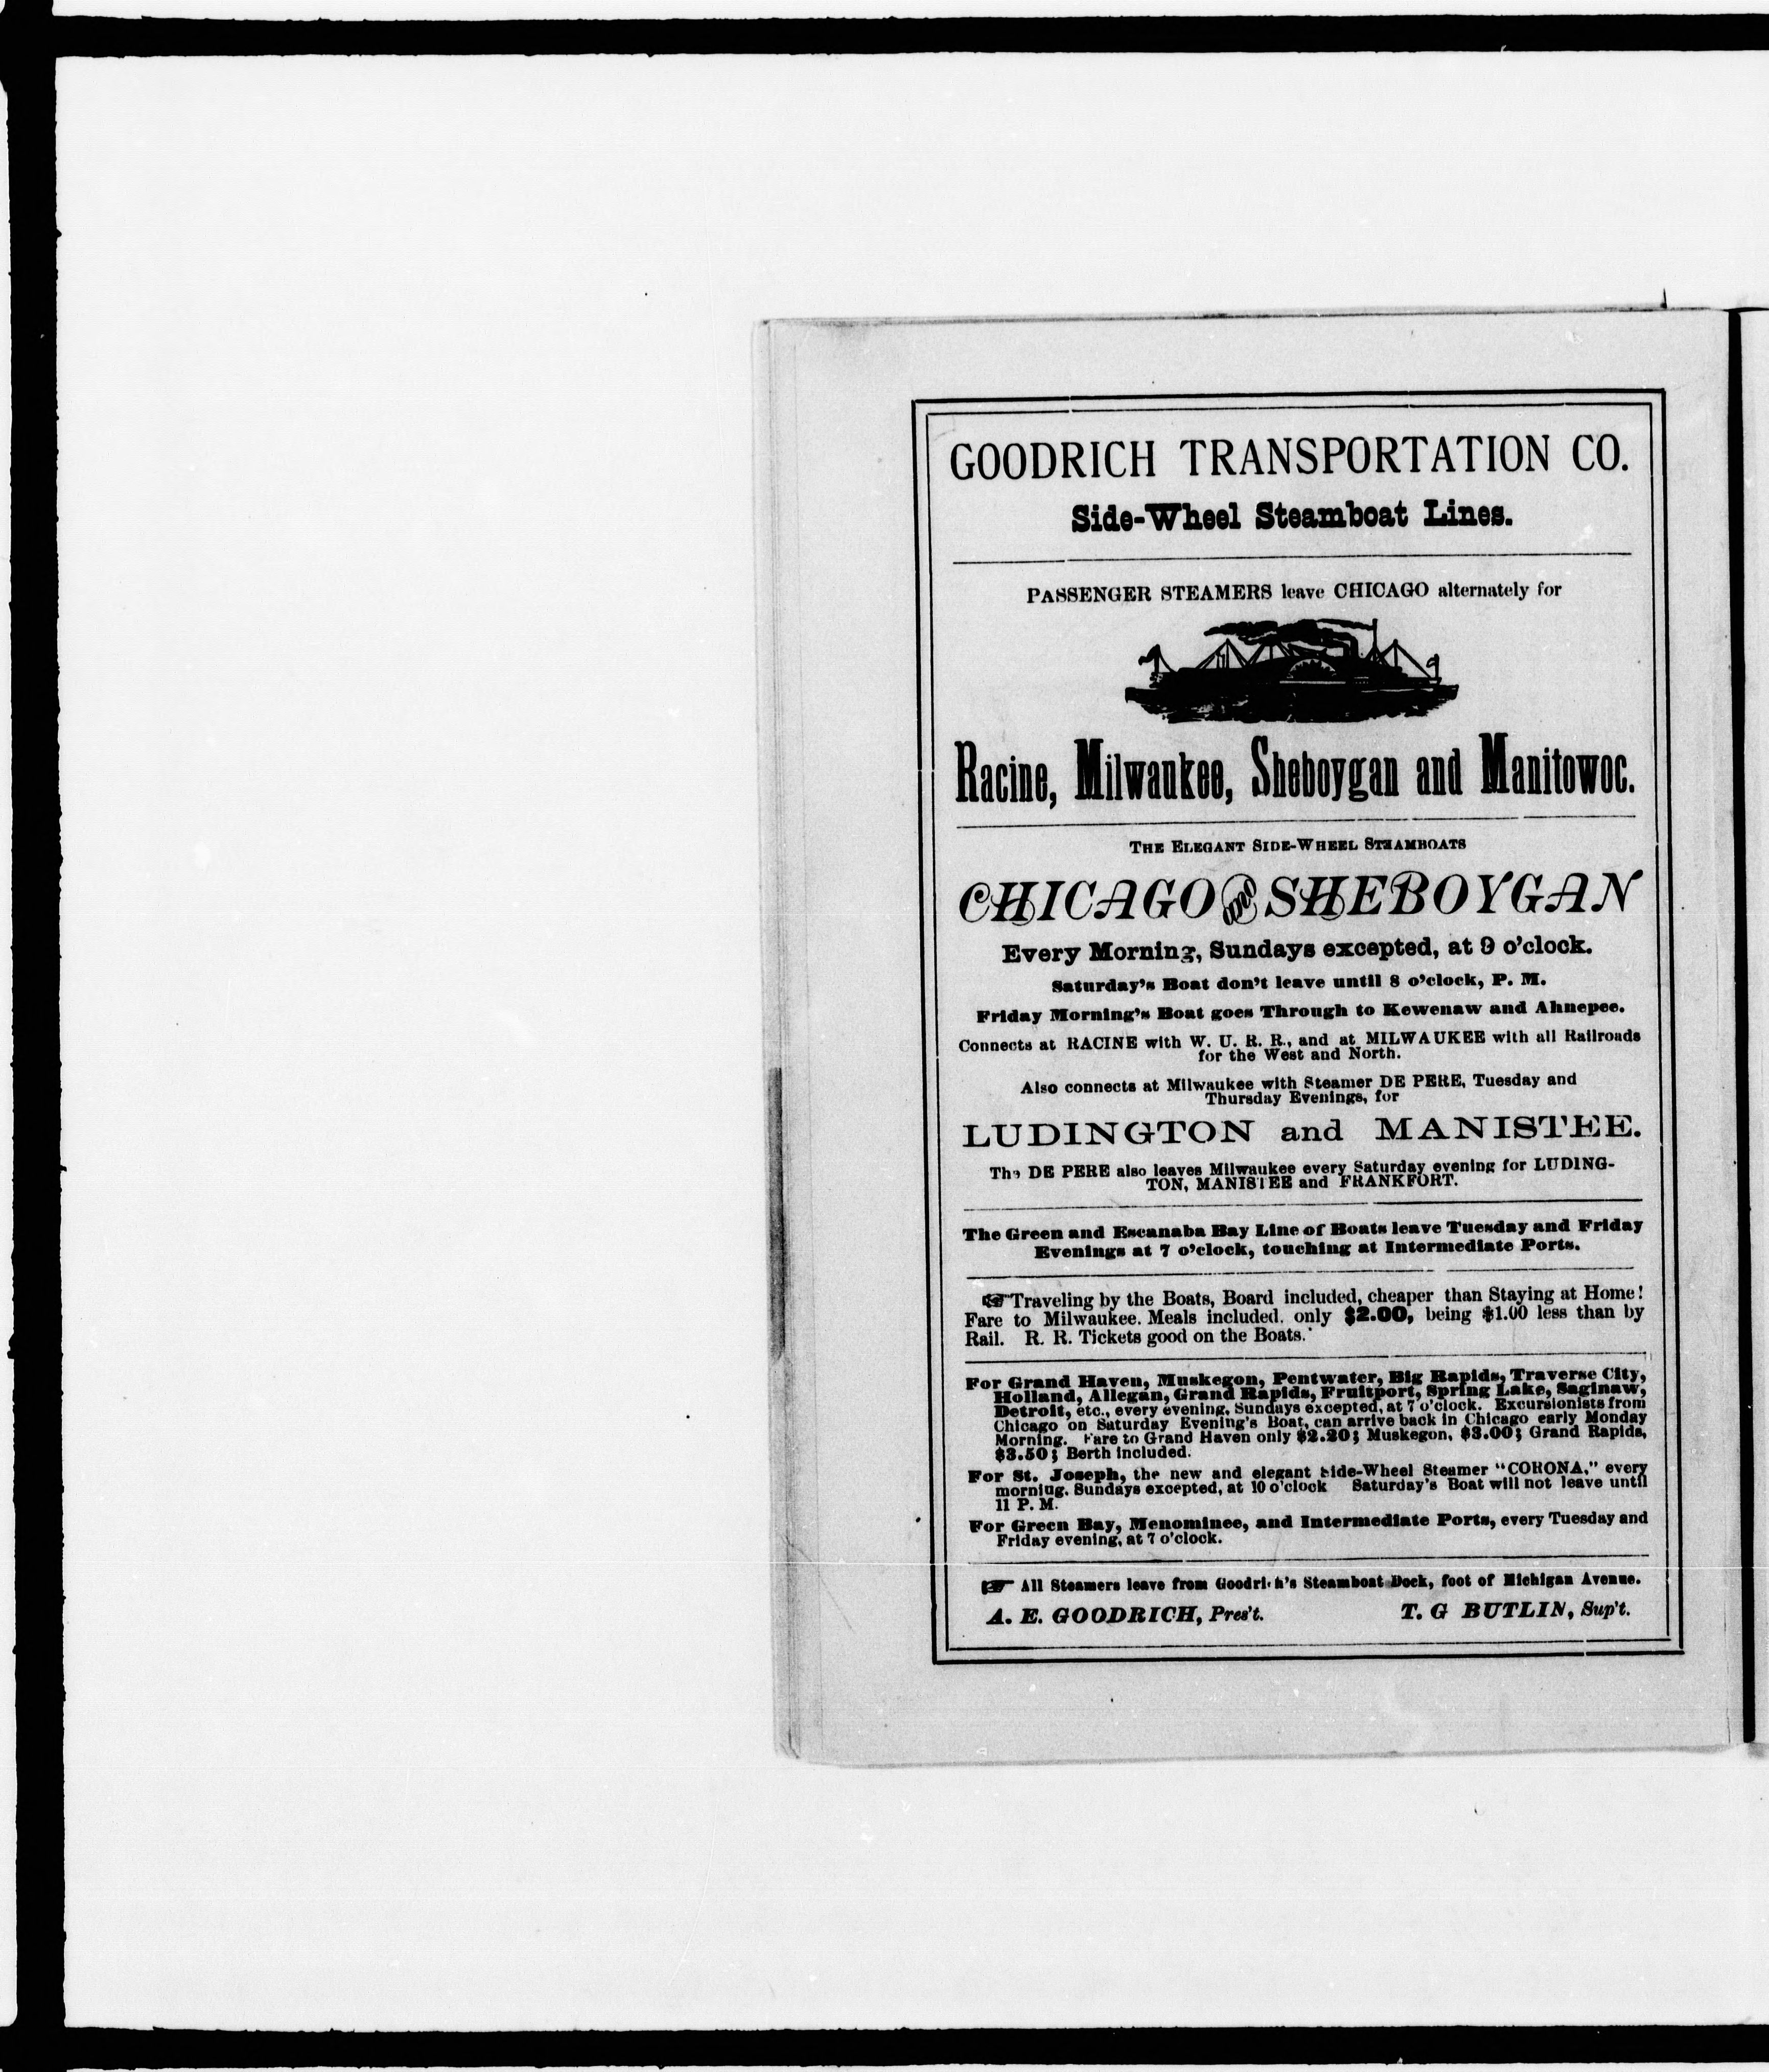 GOODRICH TRANSPORTATION CO.
Side-Wheel Steamboat Lines.
PASSENGER STEAMERS leave CHICAGO alternately for
Racine, Milwaukee, Sheboygan and Manitowoc.
THE ELEGANT SIDE-WHEEL STEAMBOATS
CHICAGO and SHEBOYGAN
Every Morning, Sundays excepted, at 9 o'clock.
Saturday's Boat don't leave until 8 o'clock, P. M.
Friday Morning's Boat goes Through to Kewenaw and Ahnepee.
Connects at RACINE with W. U. R. R., and at MILWAUKEE with all Railroads
for the West and North.
Also connects at Milwaukee with Steamer DE PERE, Tuesday and
Thursday Evenings, for
LUDINGTON and MANISTEE.
The DE PERE also leaves Milwaukee every Saturday evening for LUDING-
TON, MANISTEE and FRANKFORT.
The Green and Escanaba Bay Line of Boats leave Tuesday and Friday
Evenings at 7 o'clock, touching at Intermediate Ports.
☞Traveling by the Boats, Board included, cheaper than Staying at Home!
Fare to Milwaukee. Meals included, only $2.00, being $1.00 less than by
Rail. R. R. Tickets good on the Boats.
For Grand Haven, Muskegon, Pentwater, Big Rapids, Traverse City,
Holland, Allegan, Grand Rapids, Fruitport, Spring Lake, Saginaw,
Detroit, etc., every evening, Sundays excepted, at 7 o'clock. Excursionists from
Chicago on Saturday Evening's Boat, can arrive back in Chicago early Monday
Morning. Fare to Grand Haven only $2.20; Muskegon, $3.00; Grand Rapids,
$3.50; Berth included.
For St. Joseph, the new and elegant Side-Wheel Steamer "CORONA," every
morning, Sundays excepted, at 10 o'clock Saturday's Boat will not leave until
11 P. M.
For Green Bay, Menominee, and Intermediate Ports, every Tuesday and
Friday evening, at 7 o'clock.
☞ All Steamers leave from Goodrich's Steamboat Dock, foot of Michigan Avenue.
A. E. GOODRICH, Pres't. T. G BUTLIN, Sup't.